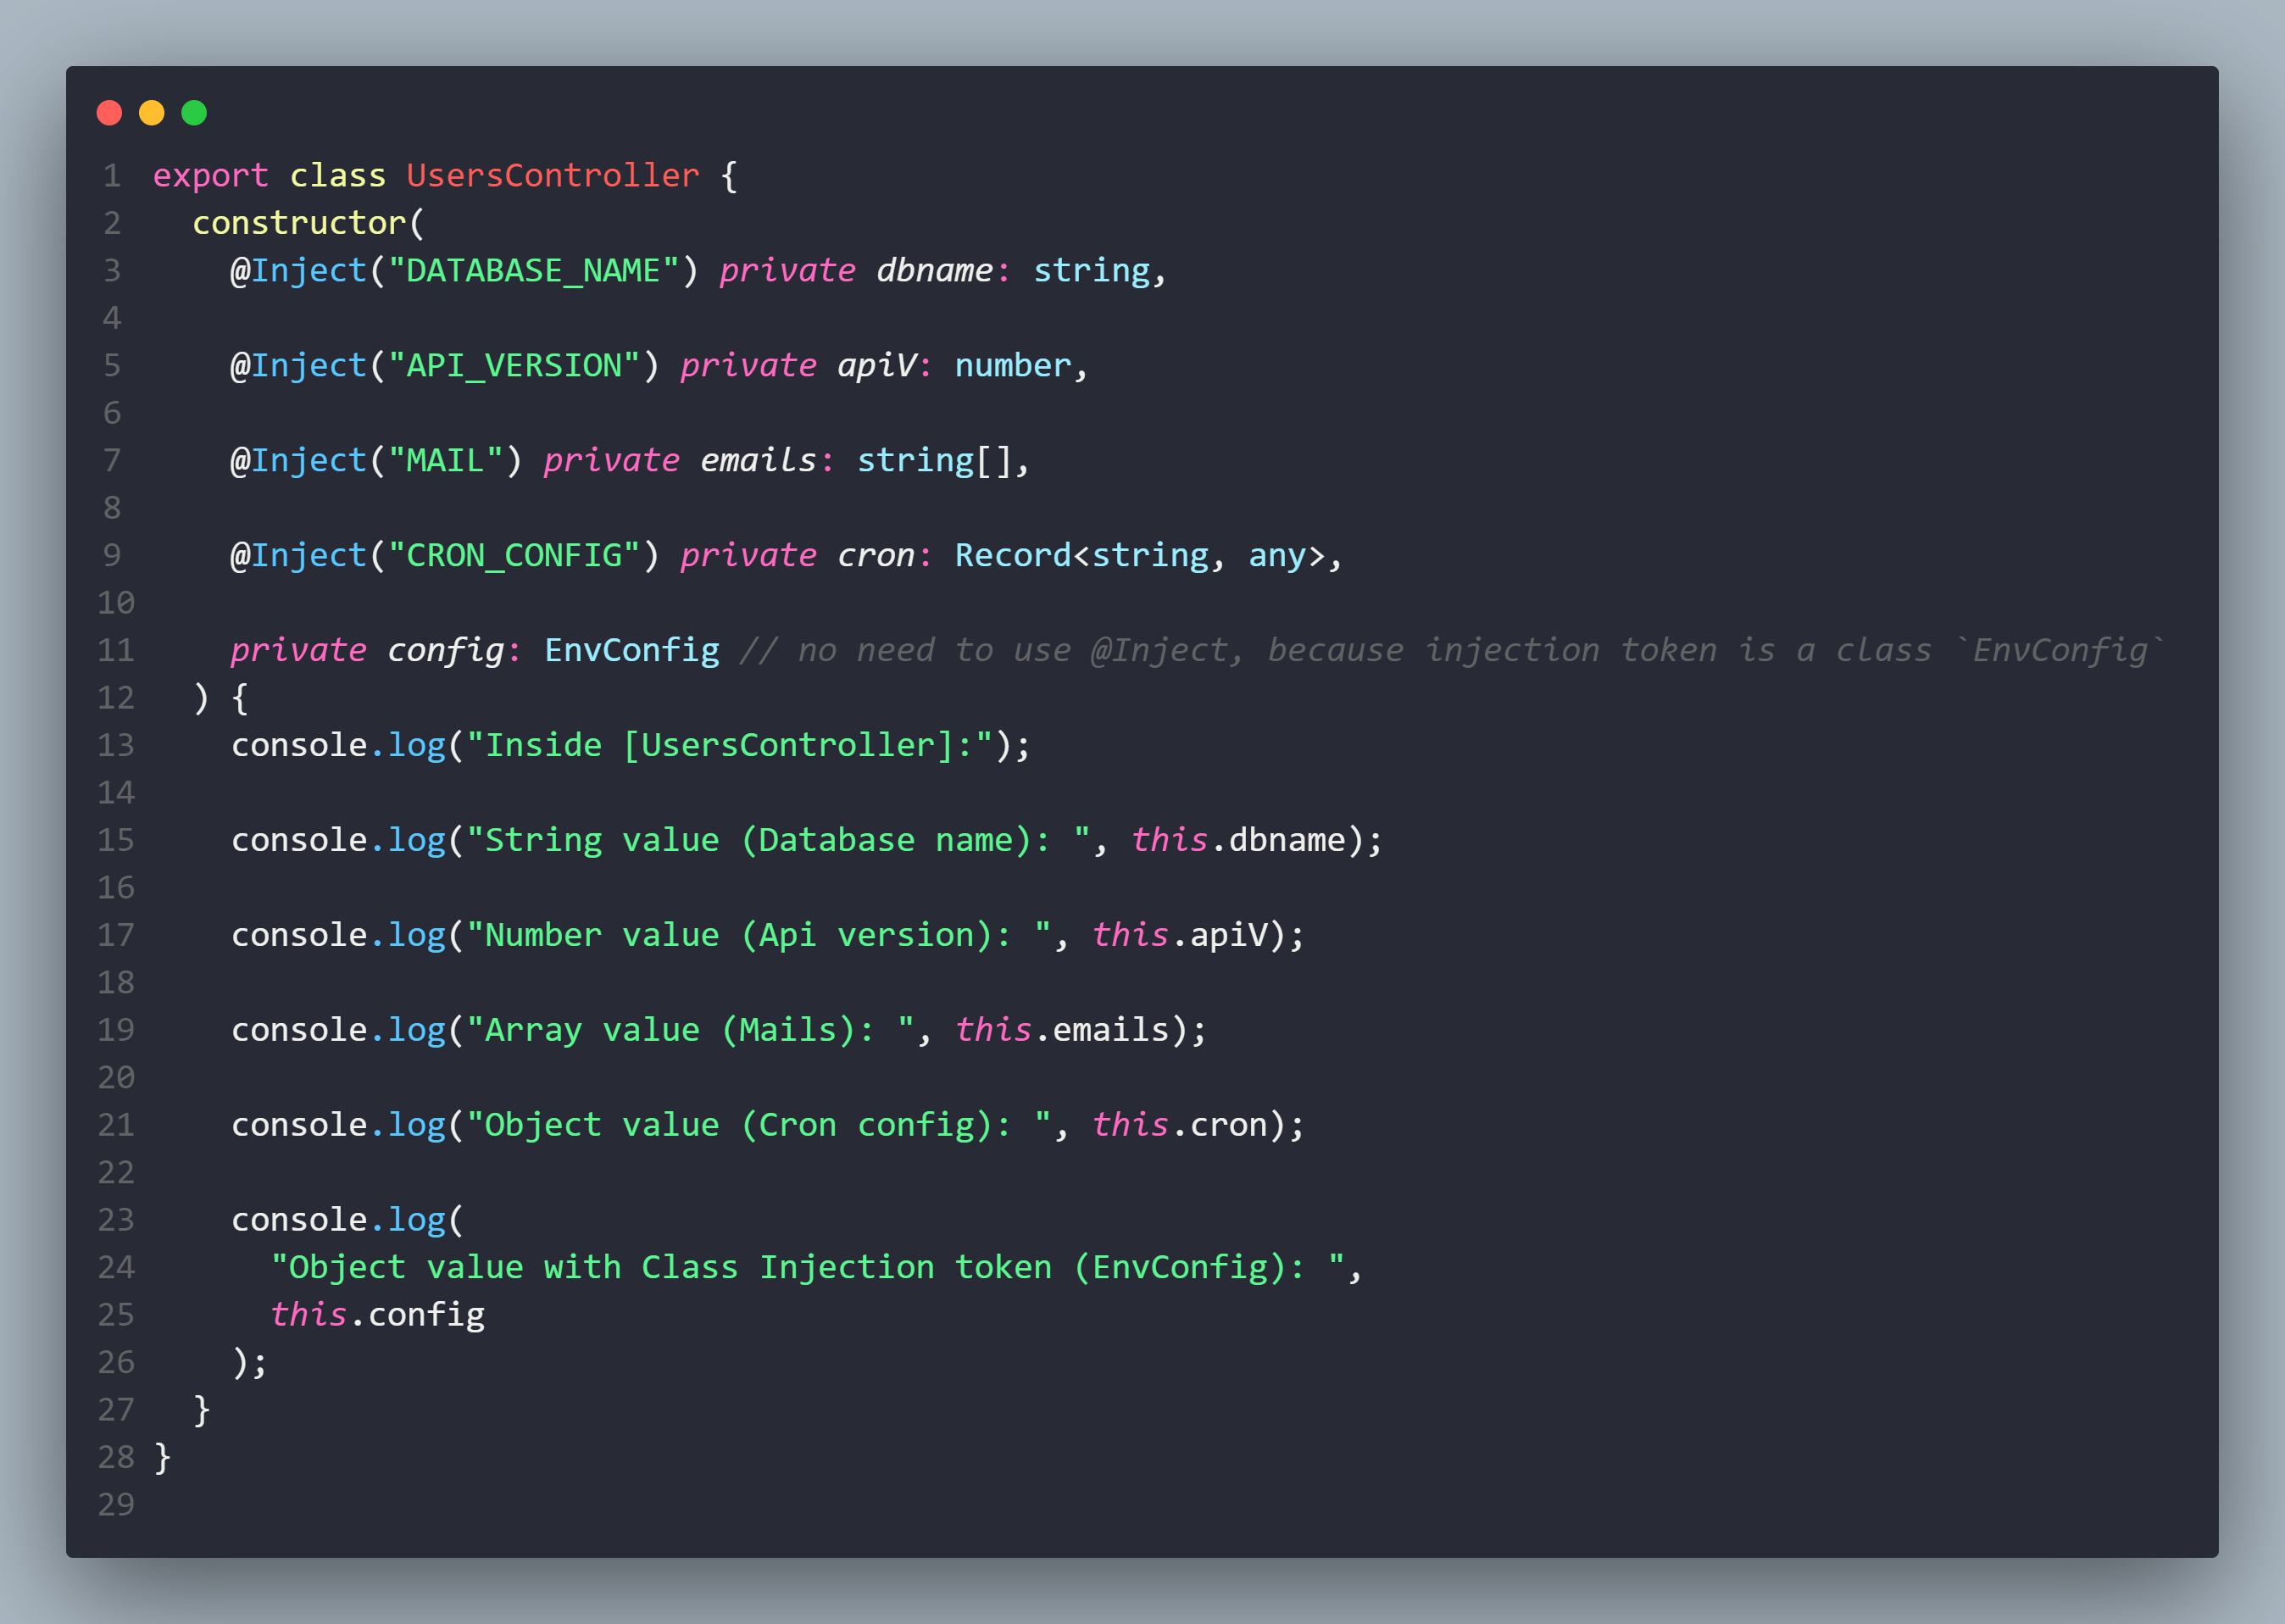 1 export class UsersController {
2   constructor(
3     @Inject("DATABASE_NAME") private dbname: string,
4
5     @Inject("API_VERSION") private apiV: number,
6
7     @Inject("MAIL") private emails: string[],
8
9     @Inject("CRON_CONFIG") private cron: Record<string, any>,
10
11     private config: EnvConfig // no need to use @Inject, because injection token is a class `EnvConfig`
12   ) {
13     console.log("Inside [UsersController]:");
14
15     console.log("String value (Database name): ", this.dbname);
16
17     console.log("Number value (Api version): ", this.apiV);
18
19     console.log("Array value (Mails): ", this.emails);
20
21     console.log("Object value (Cron config): ", this.cron);
22
23     console.log(
24       "Object value with Class Injection token (EnvConfig): ",
25       this.config
26     );
27   }
28 }
29